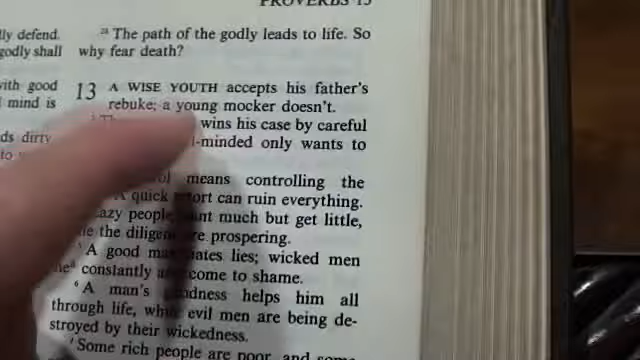 PROVERBS 13
lly defend.
godly shall
with good
mind is
ds dirty
to
28 The path of the godly leads to life. So
why fear death?
13 A WISE YOUTH accepts his father's
rebuke; a young mocker doesn't.
wins his case by careful
-minded only wants to
means controlling the
quick ort can ruin everything.
azy people want much but get little,
the diligent are prospering.
A good man hates lies; wicked men
constantly come to shame.
6 A man's goodness helps him all
through life, while evil men are being de-
stroyed by their wickedness.
7 Some rich people are poor, and some